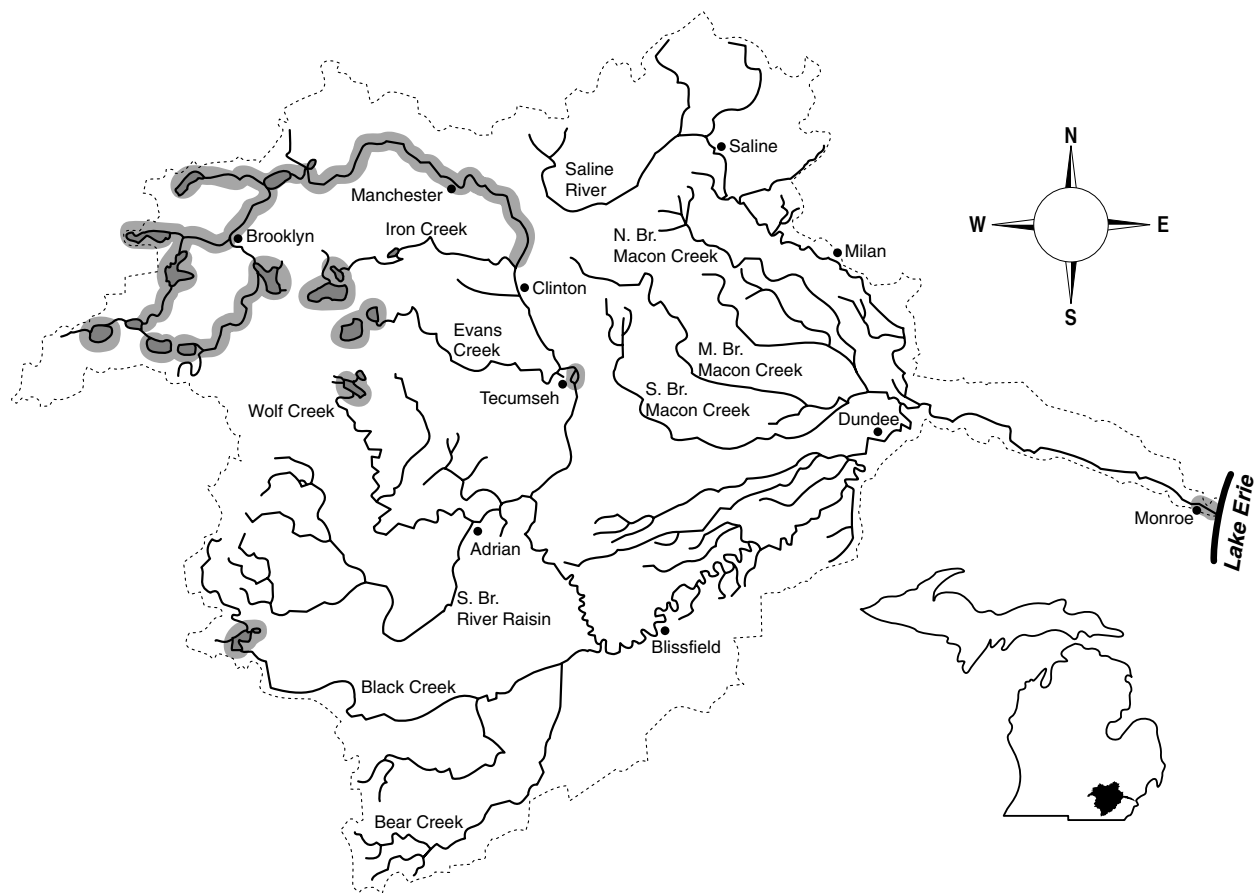 Saline
Saline
River
N
W
E
S
Manchester
Brooklyn
Iron Creek
N. Br.
Macon Creek
Milan
Clinton
Evans
Creek
M. Br.
Macon Creek
Tecumseh
S. Br.
Macon Creek
Wolf Creek
Dundee
Monroe
Lake Erie
Adrian
S. Br.
River Raisin
Blissfield
Black Creek
Bear Creek